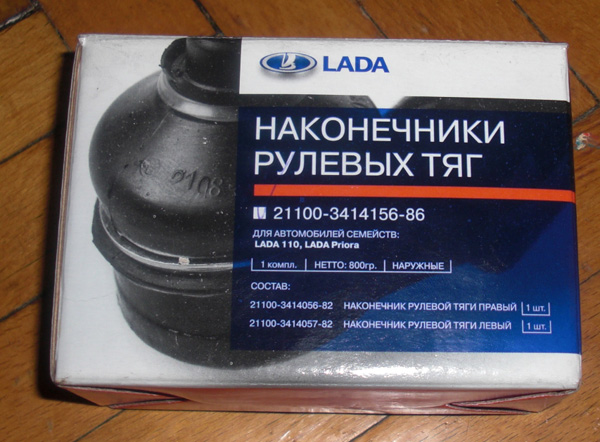 LADA
НАКОНЕЧНИКИ
РУЛЕВЫХ ТЯГ
21100-3414156-86
ДЛЯ АВТОМОБИЛЕЙ СЕМЕЙСТВ:
LADA 110, LADA Priora
1 компл. НЕТТО: 800гр. НАРУЖНЫЕ
СОСТАВ:
21100-3414056-82 НАКОНЕЧНИК РУЛЕВОЙ ТЯГИ ПРАВЫЙ 1 шт.
21100-3414057-82 НАКОНЕЧНИК РУЛЕВОЙ ТЯГИ ЛЕВЫЙ 1 шт.
2108